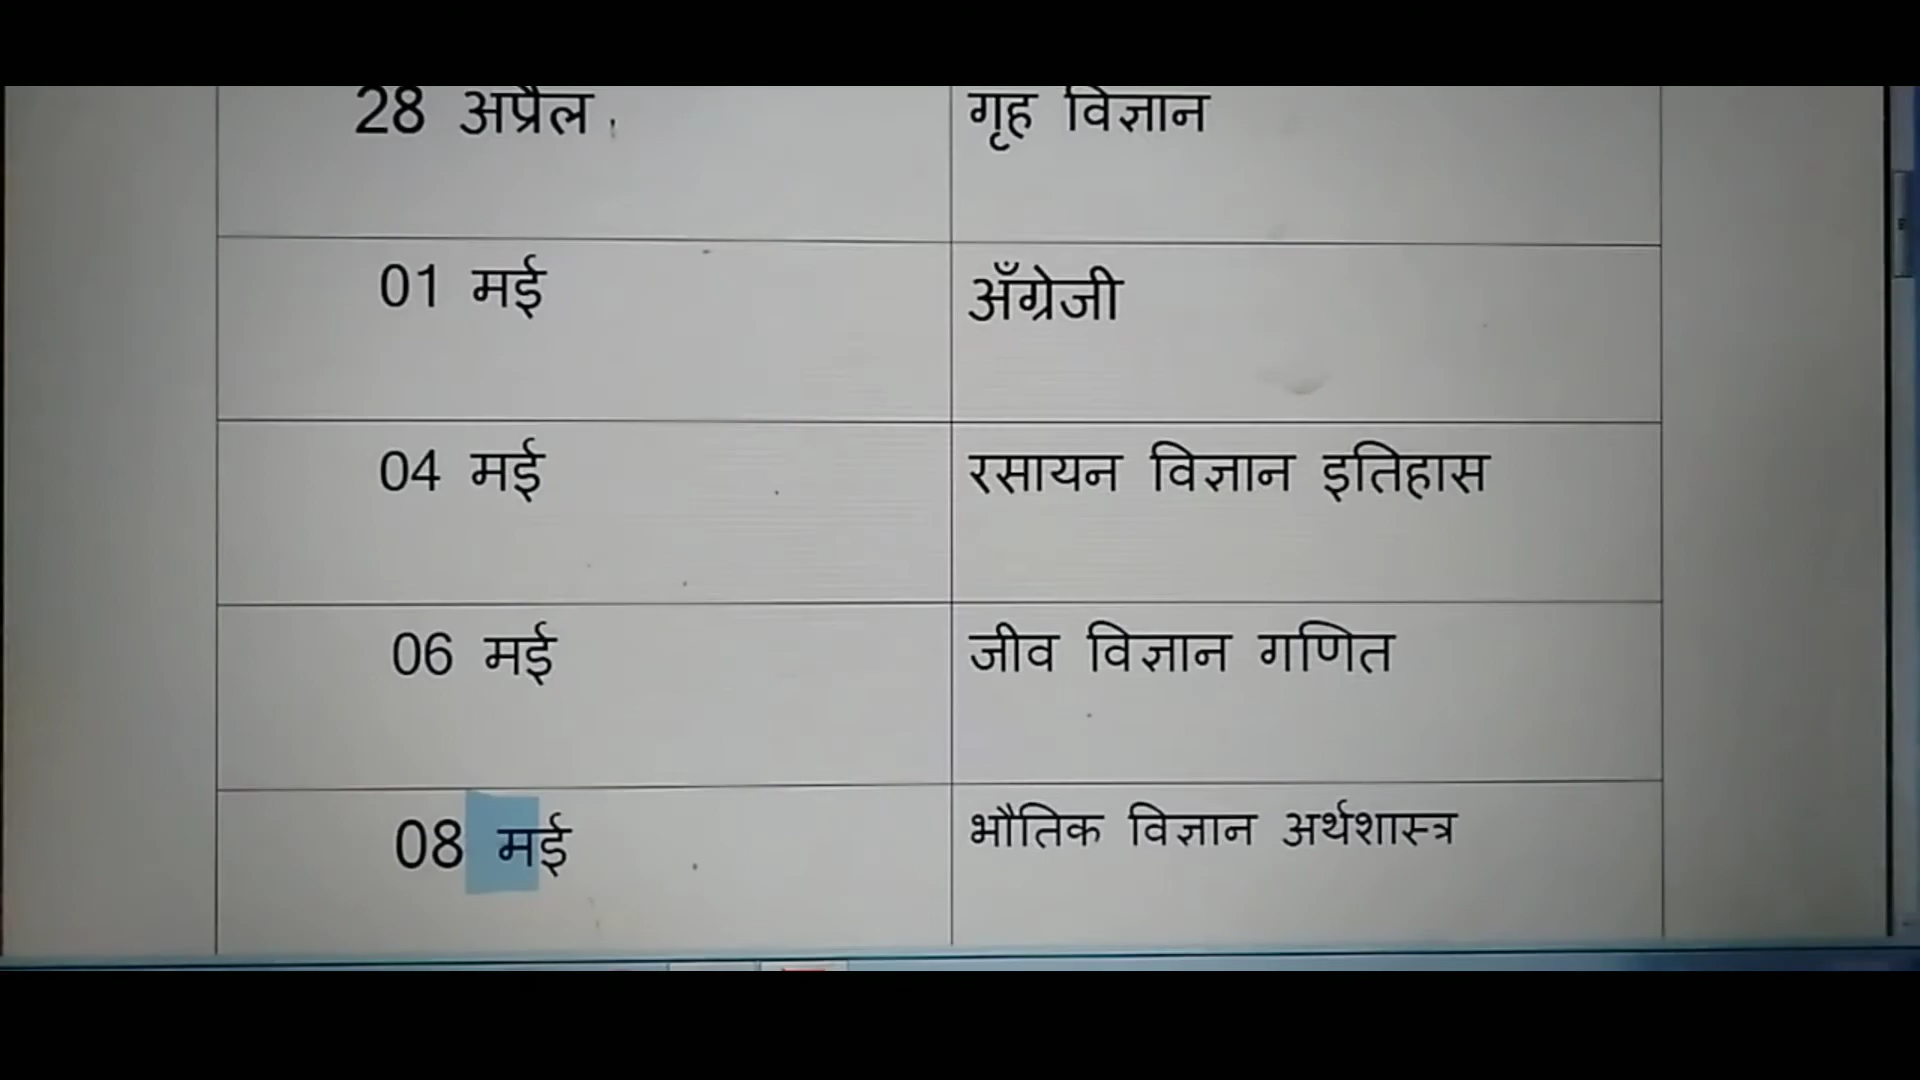 28 अप्रैल गृह विज्ञान
01 मई अँग्रेजी
04 मई रसायन विज्ञान इतिहास
06 मई जीव विज्ञान गणित
08 मई भौतिक विज्ञान अर्थशास्त्र